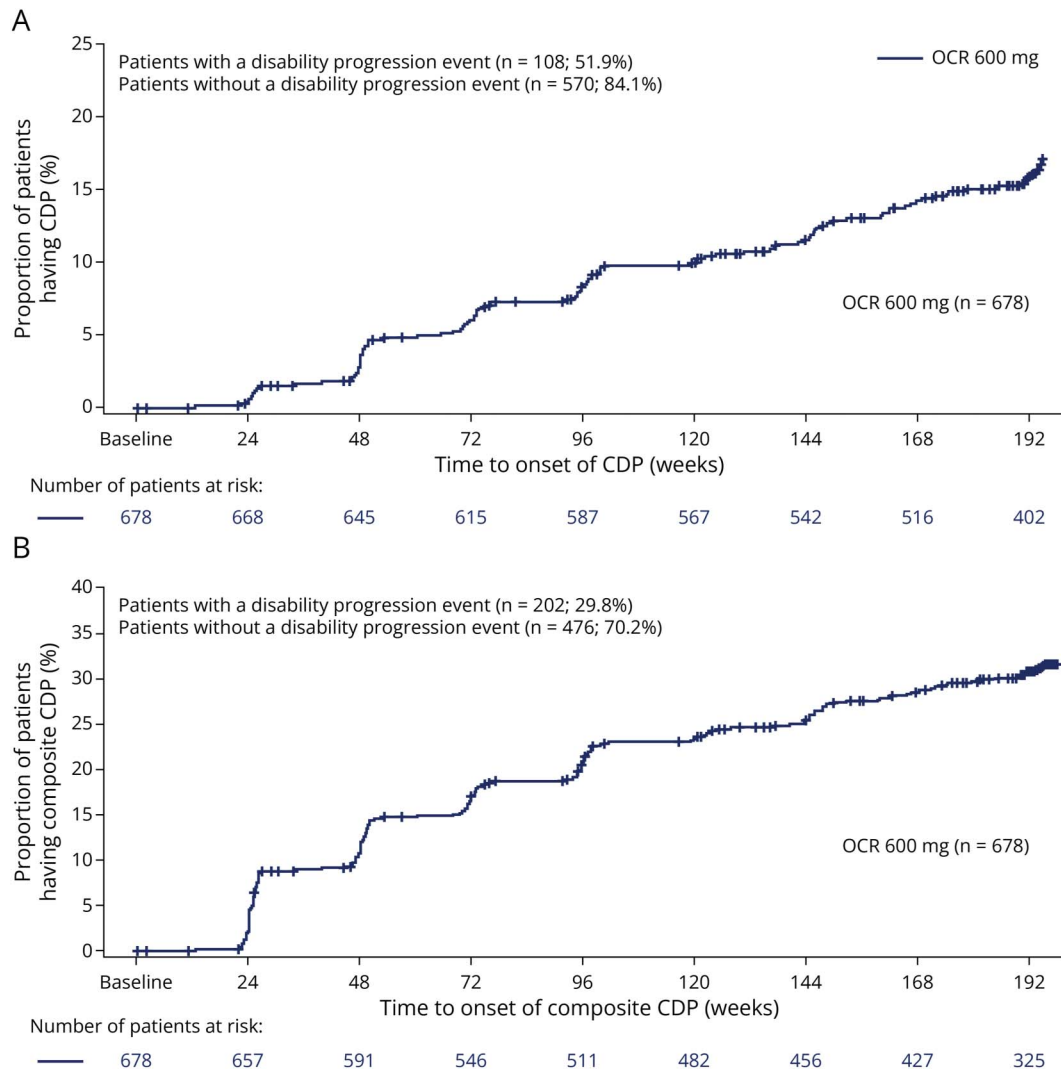 A
25
20
15
10
5
0
Proportion of patients
having CDP (%)
Patients with a disability progression event (n = 108; 51.9%)
Patients without a disability progression event (n = 570; 84.1%)
OCR 600 mg
OCR 600 mg (n = 678)
Baseline 24 48 72 96 120 144 168 192
Time to onset of CDP (weeks)
Number of patients at risk:
678 668 645 615 587 567 542 516 402
B
40
35
30
25
20
15
10
5
0
Proportion of patients
having composite CDP (%)
Patients with a disability progression event (n = 202; 29.8%)
Patients without a disability progression event (n = 476; 70.2%)
OCR 600 mg (n = 678)
Baseline 24 48 72 96 120 144 168 192
Time to onset of composite CDP (weeks)
Number of patients at risk:
678 657 591 546 511 482 456 427 325